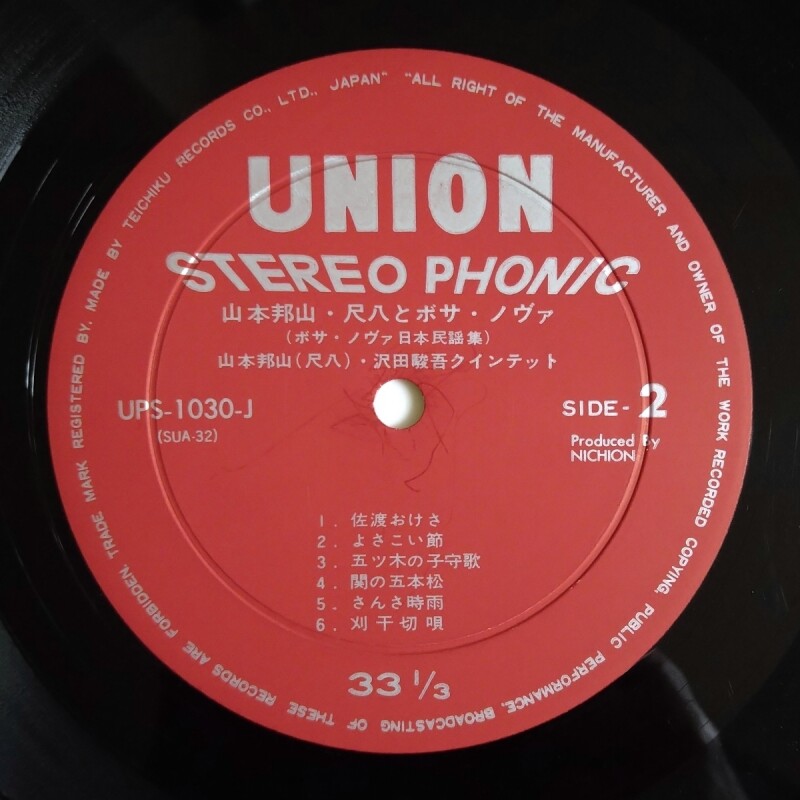 TRADE MARK REGISTERED BY. MADE BY TEICHIKU RECORDS CO., LTD., JAPAN" "ALL RIGHT OF THE MANUFACTURER AND OWNER OF THE WORK RECORDED COPYING, PUBLIC PERFORMANCE, BROADCASTING OF THESE RECORDS ARE FORBIDDEN.
UNION
STEREO PHONIC
山本邦山・尺八とボサ・ノヴァ
(ボサ・ノヴァ日本民謡集)
山本邦山(尺八)・沢田駿吾クインテット
UPS-1030-J
(SUA-32)
SIDE - 2
Produced By
NICHION
1. 佐渡おけさ
2. よさこい節
3. 五ツ木の子守歌
4. 関の五本松
5. さんさ時雨
6. 刈干切唄
33 1/3